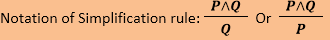 Notation of Simplification rule: P∧Q / Q Or P∧Q / P